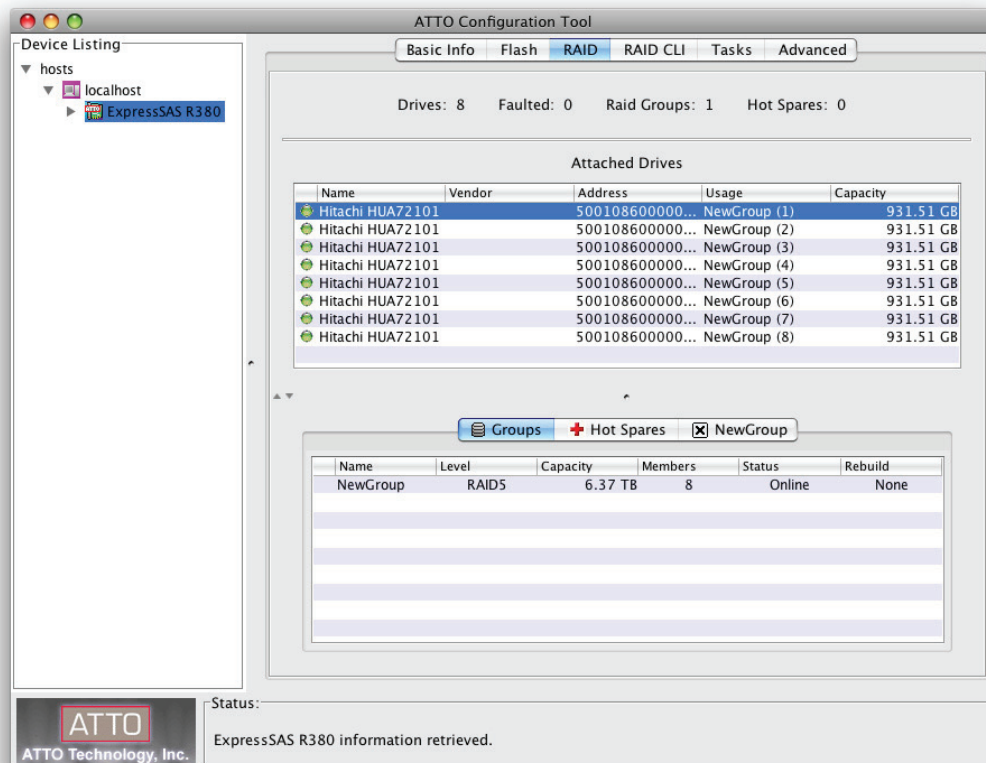 ATTO Configuration Tool
Device Listing
hosts
localhost
ExpressSAS R380
Basic Info Flash RAID RAID CLI Tasks Advanced
Drives: 8 Faulted: 0 Raid Groups: 1 Hot Spares: 0
Attached Drives
Name Vendor Address Usage Capacity
Hitachi HUA72101 500108600000... NewGroup (1) 931.51 GB
Hitachi HUA72101 500108600000... NewGroup (2) 931.51 GB
Hitachi HUA72101 500108600000... NewGroup (3) 931.51 GB
Hitachi HUA72101 500108600000... NewGroup (4) 931.51 GB
Hitachi HUA72101 500108600000... NewGroup (5) 931.51 GB
Hitachi HUA72101 500108600000... NewGroup (6) 931.51 GB
Hitachi HUA72101 500108600000... NewGroup (7) 931.51 GB
Hitachi HUA72101 500108600000... NewGroup (8) 931.51 GB
Groups Hot Spares NewGroup
Name Level Capacity Members Status Rebuild
NewGroup RAID5 6.37 TB 8 Online None
ATTO
ATTO Technology, Inc.
Status:
ExpressSAS R380 information retrieved.